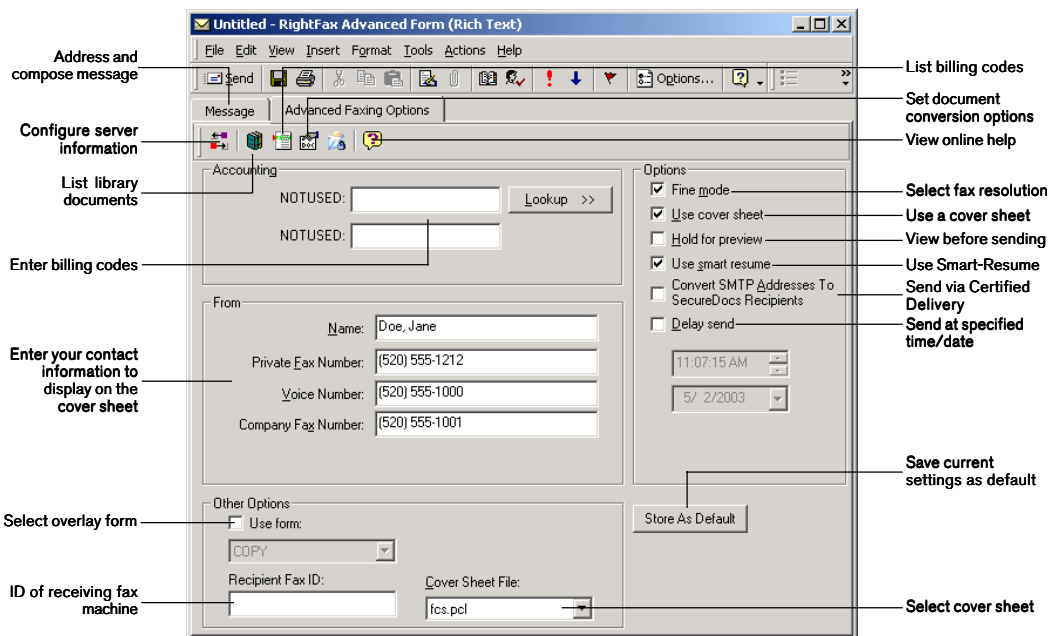 Untitled - RightFax Advanced Form (Rich Text)
File Edit View Insert Format Tools Actions Help
Send Options...
Message Advanced Faxing Options
Address and
compose message
Configure server
information
List library
documents
Enter billing codes
Enter your contact
information to
display on the
cover sheet
Select overlay form
ID of receiving fax
machine
Accounting
NOTUSED:
Lookup >>
NOTUSED:
From
Name: Doe, Jane
Private Fax Number: (520) 555-1212
Voice Number: (520) 555-1000
Company Fax Number: (520) 555-1001
Other Options
Use form:
COPY
Recipient Fax ID:
Cover Sheet File:
fcs.pcl
Options
Fine mode
Use cover sheet
Hold for preview
Use smart resume
Convert SMTP Addresses To
SecureDocs Recipients
Delay send
11:07:15 AM
5/ 2/2003
Store As Default
List billing codes
Set document
conversion options
View online help
Select fax resolution
Use a cover sheet
View before sending
Use Smart-Resume
Send via Certified
Delivery
Send at specified
time/date
Save current
settings as default
Select cover sheet